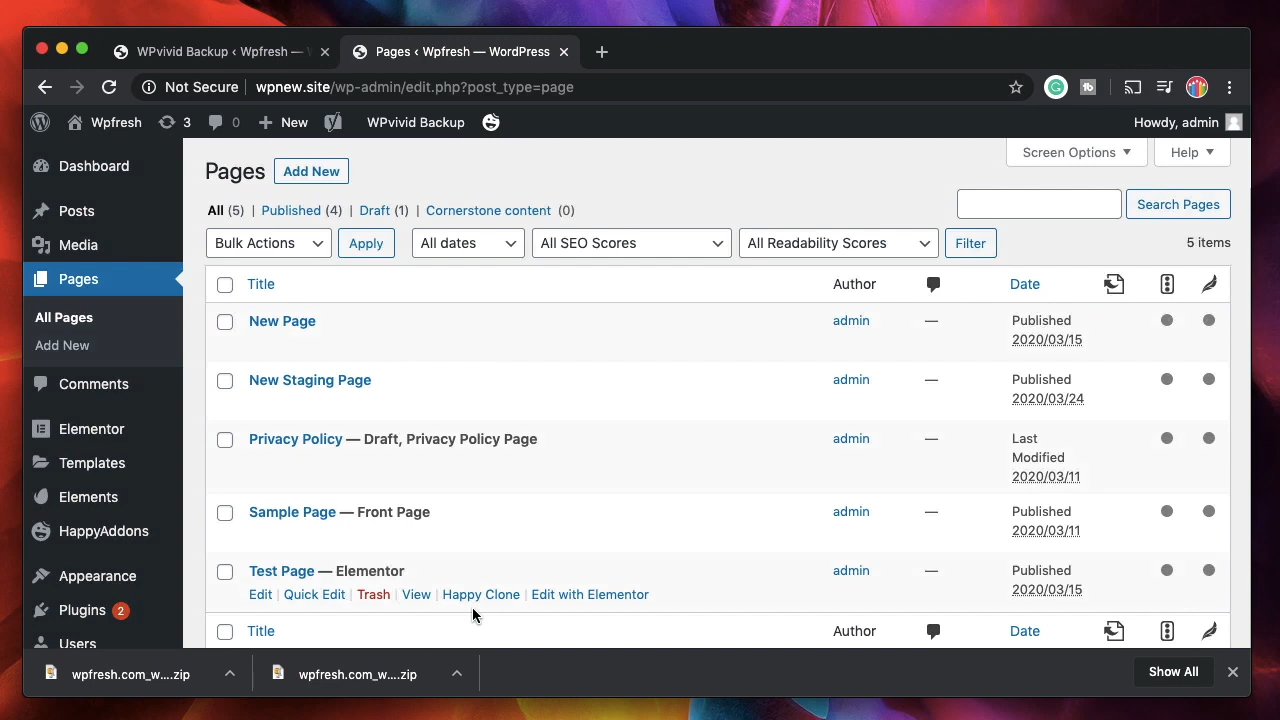 WPvivid Backup ‹ Wpfresh —
Pages ‹ Wpfresh — WordPress
Not Secure wpnew.site/wp-admin/edit.php?post_type=page
Wpfresh 3 0 New WPvivid Backup Howdy, admin
Screen Options Help
Dashboard
Posts
Media
Pages
All Pages
Add New
Comments
Elementor
Templates
Elements
HappyAddons
Appearance
Plugins 2
Users
Pages Add New
All (5) | Published (4) | Draft (1) | Cornerstone content (0)
Search Pages
Bulk Actions Apply All dates All SEO Scores All Readability Scores Filter 5 items
Title Author Date
New Page admin — Published
2020/03/15
New Staging Page admin — Published
2020/03/24
Privacy Policy — Draft, Privacy Policy Page admin — Last
Modified
2020/03/11
Sample Page — Front Page admin — Published
2020/03/11
Test Page — Elementor admin — Published
Edit | Quick Edit | Trash | View | Happy Clone | Edit with Elementor 2020/03/15
Title Author Date
wpfresh.com_w....zip wpfresh.com_w....zip Show All